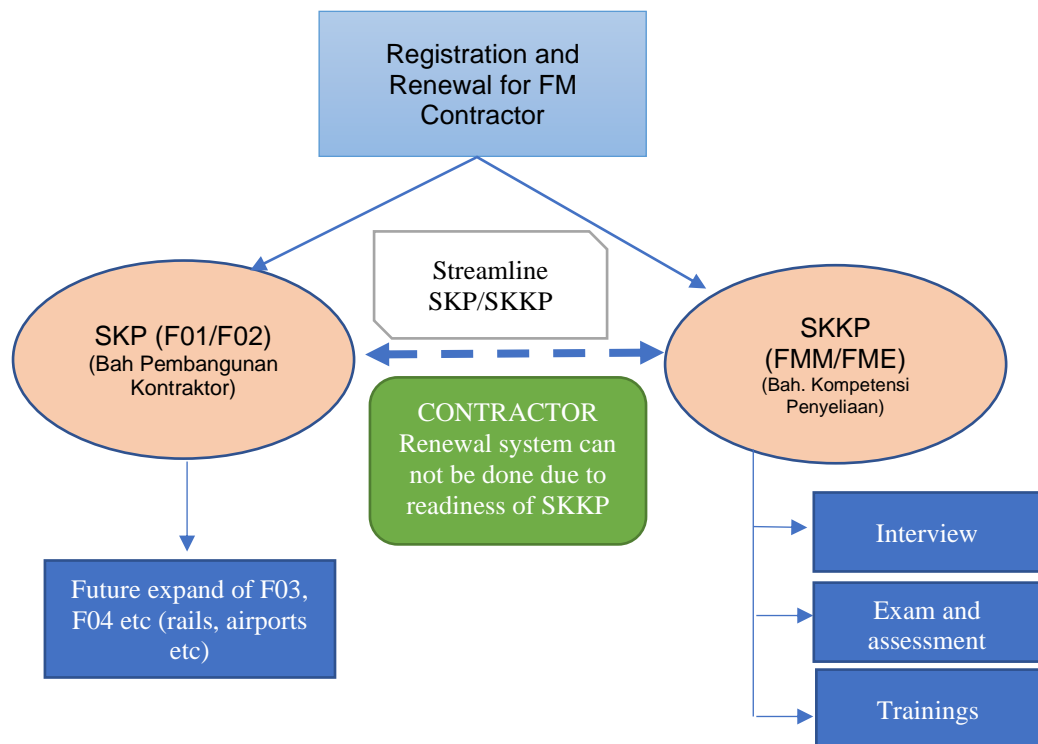 Registration and
Renewal for FM
Contractor
Streamline
SKP/SKKP
SKP (F01/F02)
(Bah Pembangunan
Kontraktor)
SKKP
(FMM/FME)
(Bah. Kompetensi
Penyeliaan)
CONTRACTOR
Renewal system can
not be done due to
readiness of SKKP
Future expand of F03,
F04 etc (rails, airports
etc)
Interview
Exam and
assessment
Trainings